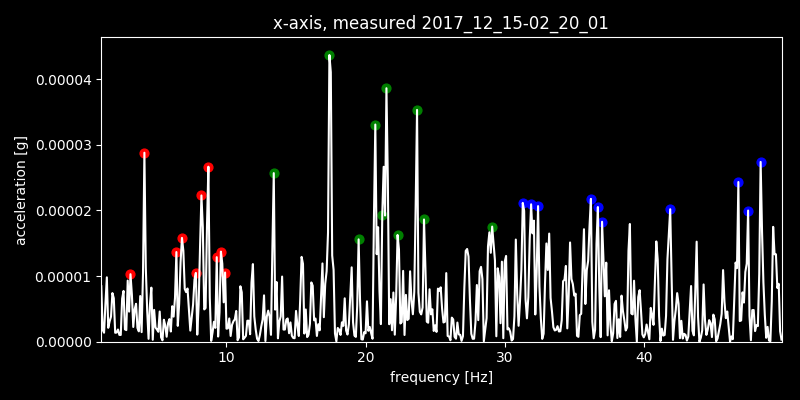 x-axis, measured 2017_12_15-02_20_01
acceleration [g]
0.00004
0.00003
0.00002
0.00001
0.00000
10 20 30 40
frequency [Hz]